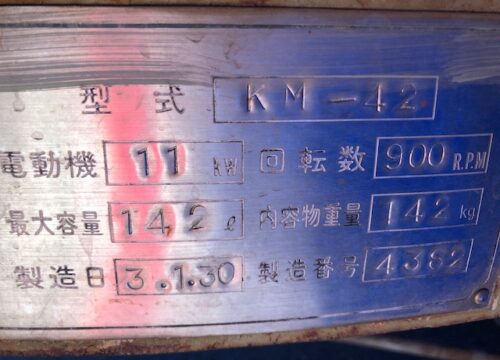 型式 KM-42
電動機 11 kW 回転数 900 R.P.M
最大容量 142 ℓ 内容物重量 142 kg
製造日 3.1.30 製造番号 4382